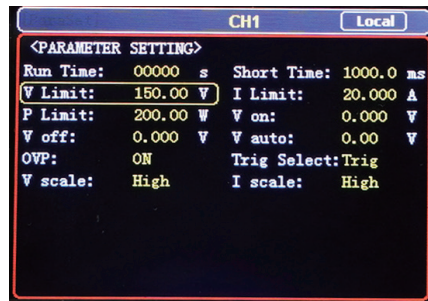 CH1 Local
<PARAMETER SETTING>
Run Time: 00000 s Short Time: 1000.0 ms
V Limit: 150.00 V I Limit: 20.000 A
P Limit: 200.00 W V on: 0.000 V
V off: 0.000 V V auto: 0.00 V
OVP: ON Trig Select: Trig
V scale: High I scale: High